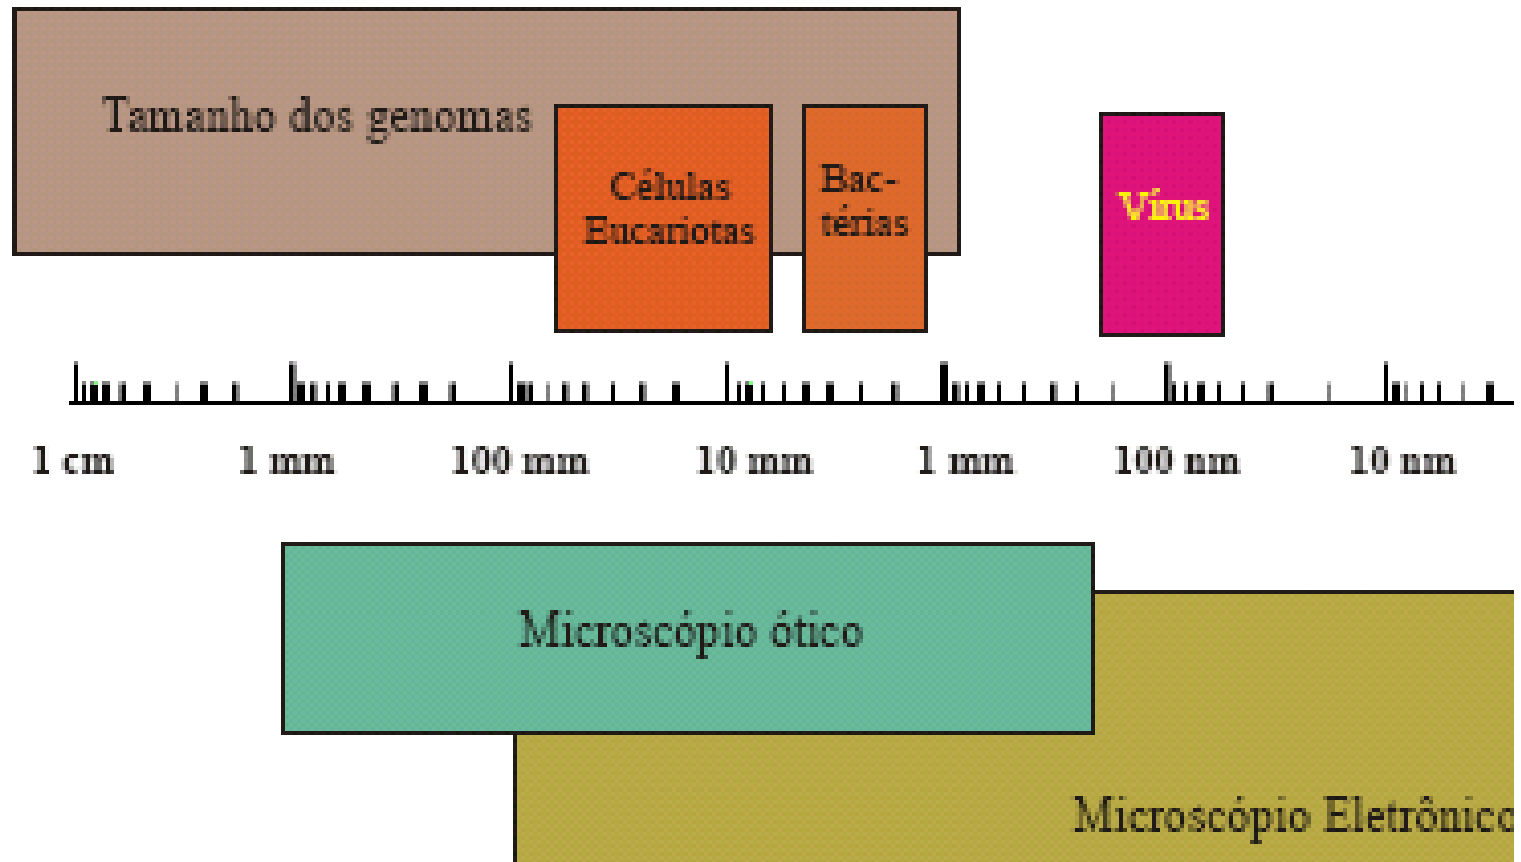 Tamanho dos genomas
Células
Eucariotas
Bac-
térias
Vírus
1 cm
1 mm
100 mm
10 mm
1 mm
100 nm
10 nm
Microscópio ótico
Microscópio Eletrônico